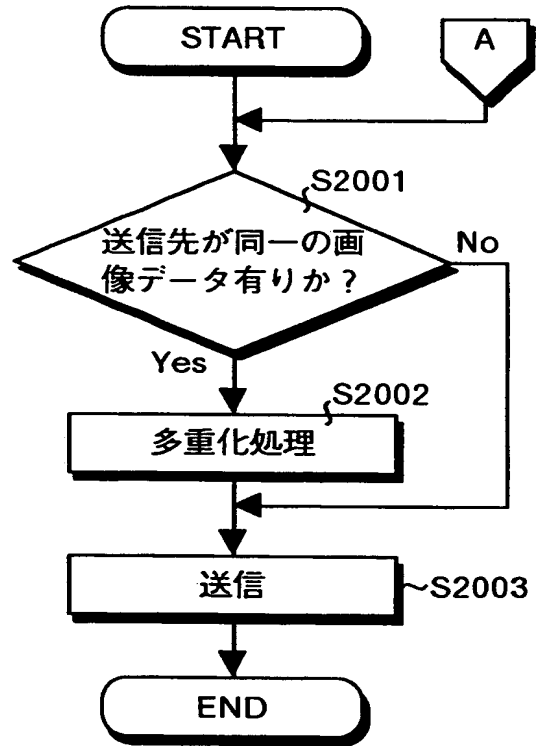 START
A
S2001
送信先が同一の画
像データ有りか？
No
Yes
S2002
多重化処理
送信
S2003
END